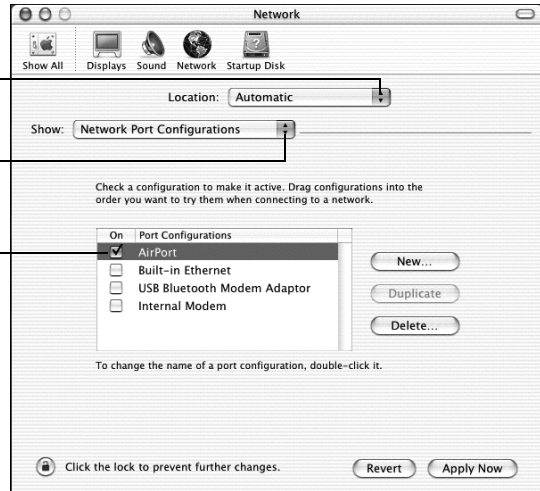 Network
Show All Displays Sound Network Startup Disk
Location: Automatic
Show: Network Port Configurations
Check a configuration to make it active. Drag configurations into the
order you want to try them when connecting to a network.
On Port Configurations
AirPort
Built-in Ethernet
USB Bluetooth Modem Adaptor
Internal Modem
New...
Duplicate
Delete...
To change the name of a port configuration, double-click it.
Click the lock to prevent further changes.
Revert Apply Now